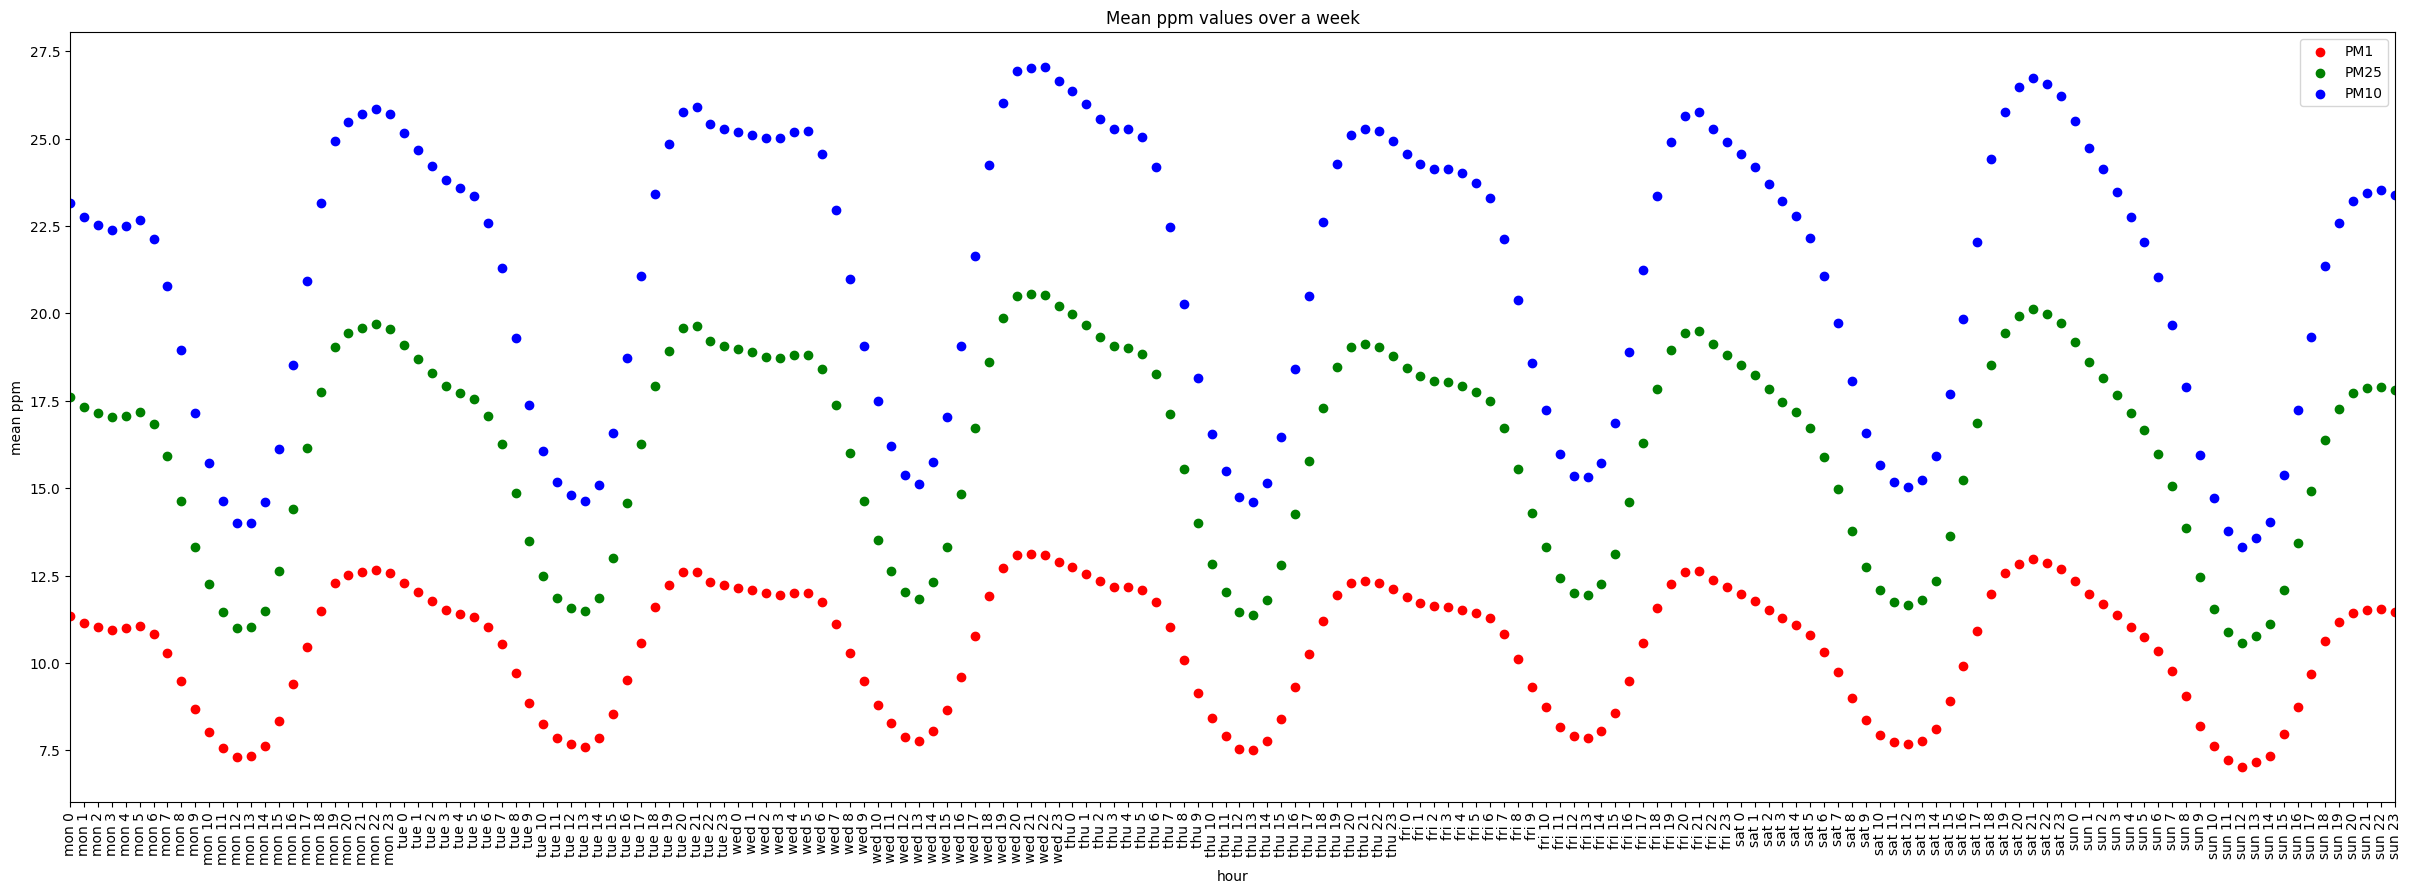 Mean ppm values over a week
27.5
25.0
22.5
20.0
17.5
15.0
12.5
10.0
7.5
mean ppm
PM1
PM25
PM10
mon 0
mon 1
mon 2
mon 3
mon 4
mon 5
mon 6
mon 7
mon 8
mon 9
mon 10
mon 11
mon 12
mon 13
mon 14
mon 15
mon 16
mon 17
mon 18
mon 19
mon 20
mon 21
mon 22
mon 23
tue 0
tue 1
tue 2
tue 3
tue 4
tue 5
tue 6
tue 7
tue 8
tue 9
tue 10
tue 11
tue 12
tue 13
tue 14
tue 15
tue 16
tue 17
tue 18
tue 19
tue 20
tue 21
tue 22
tue 23
wed 0
wed 1
wed 2
wed 3
wed 4
wed 5
wed 6
wed 7
wed 8
wed 9
wed 10
wed 11
wed 12
wed 13
wed 14
wed 15
wed 16
wed 17
wed 18
wed 19
wed 20
wed 21
wed 22
wed 23
thu 0
thu 1
thu 2
thu 3
thu 4
thu 5
thu 6
thu 7
thu 8
thu 9
thu 10
thu 11
thu 12
thu 13
thu 14
thu 15
thu 16
thu 17
thu 18
thu 19
thu 20
thu 21
thu 22
thu 23
fri 0
fri 1
fri 2
fri 3
fri 4
fri 5
fri 6
fri 7
fri 8
fri 9
fri 10
fri 11
fri 12
fri 13
fri 14
fri 15
fri 16
fri 17
fri 18
fri 19
fri 20
fri 21
fri 22
fri 23
sat 0
sat 1
sat 2
sat 3
sat 4
sat 5
sat 6
sat 7
sat 8
sat 9
sat 10
sat 11
sat 12
sat 13
sat 14
sat 15
sat 16
sat 17
sat 18
sat 19
sat 20
sat 21
sat 22
sat 23
sun 0
sun 1
sun 2
sun 3
sun 4
sun 5
sun 6
sun 7
sun 8
sun 9
sun 10
sun 11
sun 12
sun 13
sun 14
sun 15
sun 16
sun 17
sun 18
sun 19
sun 20
sun 21
sun 22
sun 23
hour